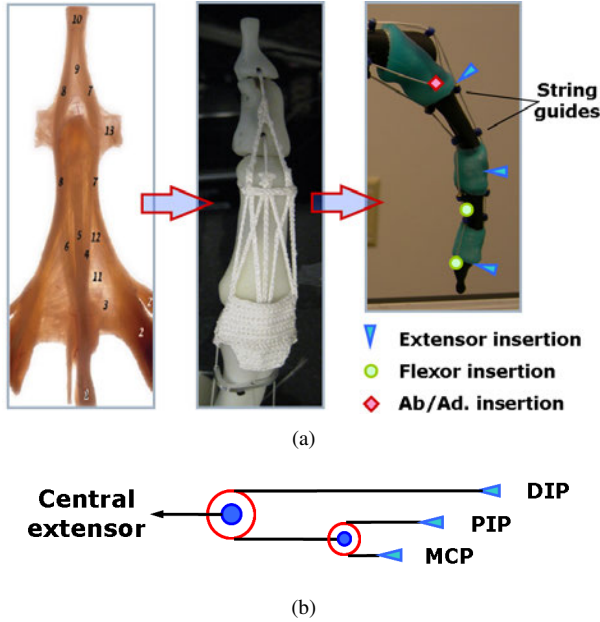 10
9
8 7
13
8 7
5 12
6 4
11
3
2
String
guides
Extensor insertion
Flexor insertion
Ab/Ad. insertion
(a)
Central
extensor
DIP
PIP
MCP
(b)